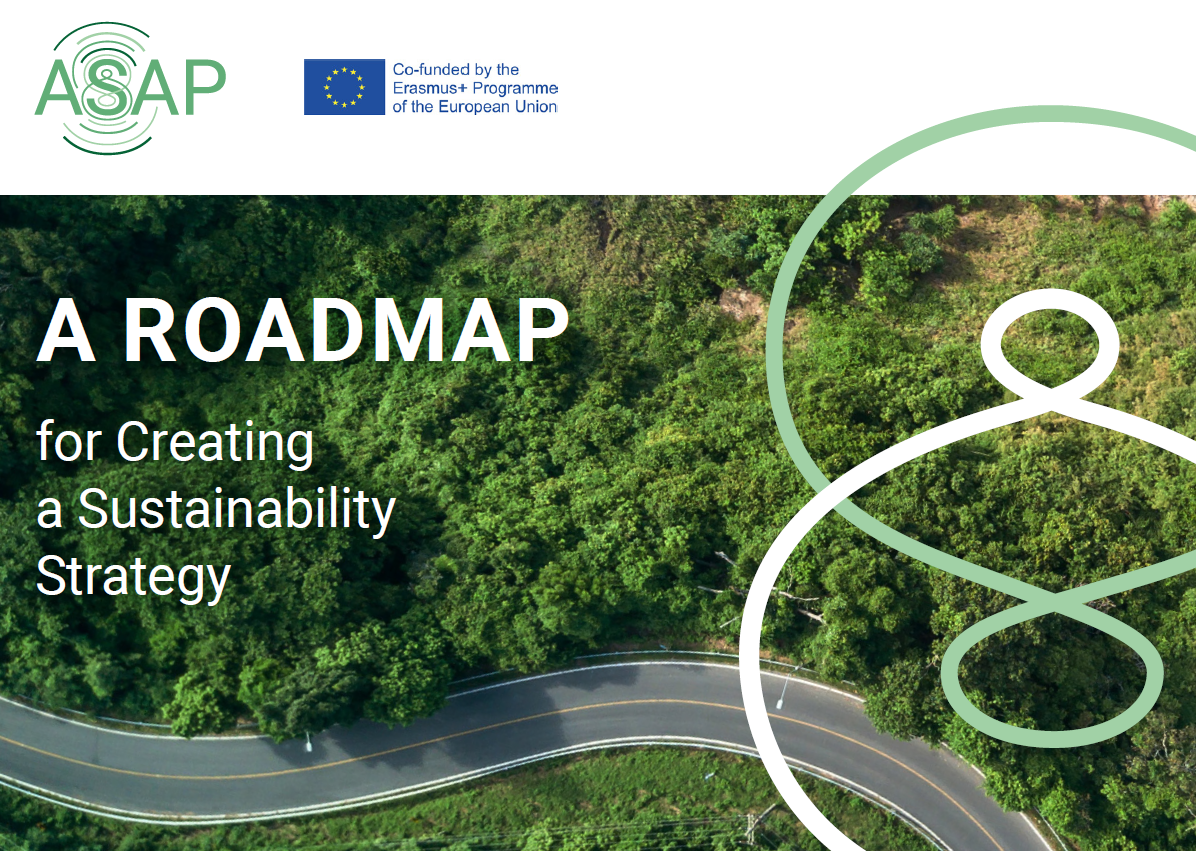 ASAP
Co-funded by the
Erasmus+ Programme
of the European Union
A ROADMAP
for Creating
a Sustainability
Strategy